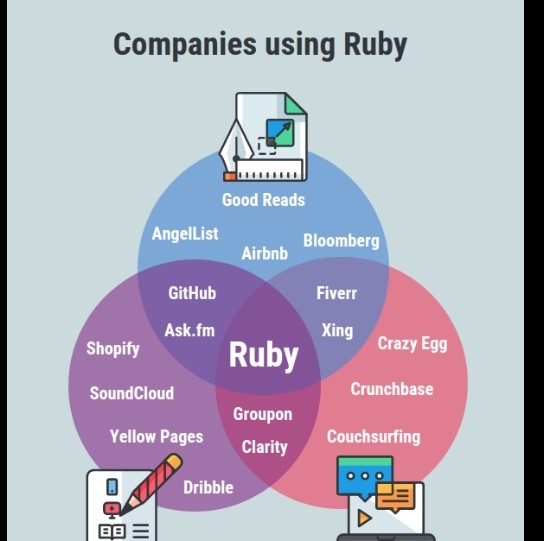 Companies using Ruby
Good Reads
AngelList
Airbnb
Bloomberg
GitHub
Fiverr
Ask.fm
Xing
Ruby
Shopify
Crazy Egg
SoundCloud
Crunchbase
Groupon
Yellow Pages
Clarity
Couchsurfing
Dribble